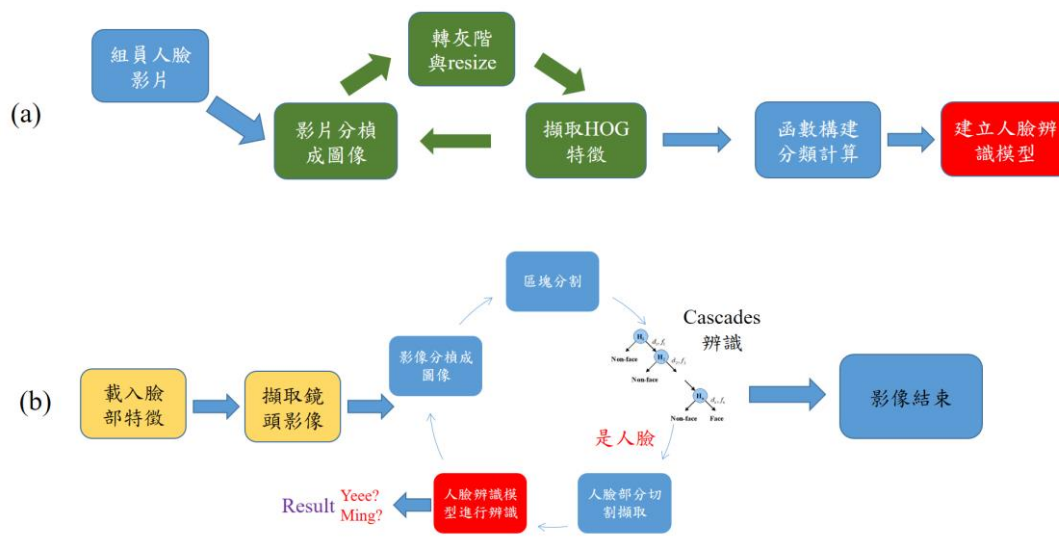 (a)
組員人臉
影片
影片分楨
成圖像
轉灰階
與resize
擷取HOG
特徵
函數構建
分類計算
建立人臉辨
識模型
(b)
載入臉
部特徵
擷取鏡
頭影像
影像分楨成
圖像
區塊分割
Cascades
辨識
Non-face
Non-face
Non-face
Face
是人臉
人臉部分切
割擷取
人臉辨識模
型進行辨識
Result
Yeee?
Ming?
影像結束